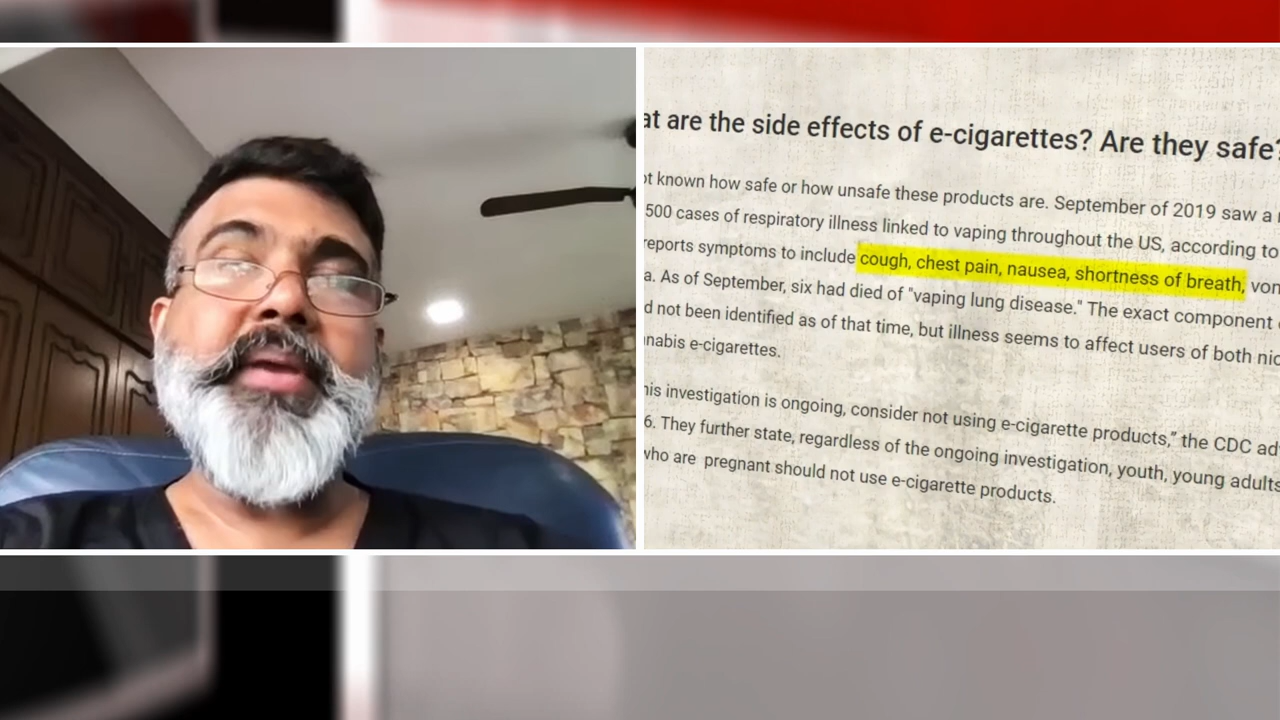 at are the side effects of e-cigarettes? Are they safe?
ot known how safe or how unsafe these products are. September of 2019 saw a
500 cases of respiratory illness linked to vaping throughout the US, according to
reports symptoms to include cough, chest pain, nausea, shortness of breath, vom
a. As of September, six had died of "vaping lung disease." The exact component
d not been identified as of that time, but illness seems to affect users of both nic
nnabis e-cigarettes.
his investigation is ongoing, consider not using e-cigarette products," the CDC ad
6. They further state, regardless of the ongoing investigation, youth, young adults
who are pregnant should not use e-cigarette products.